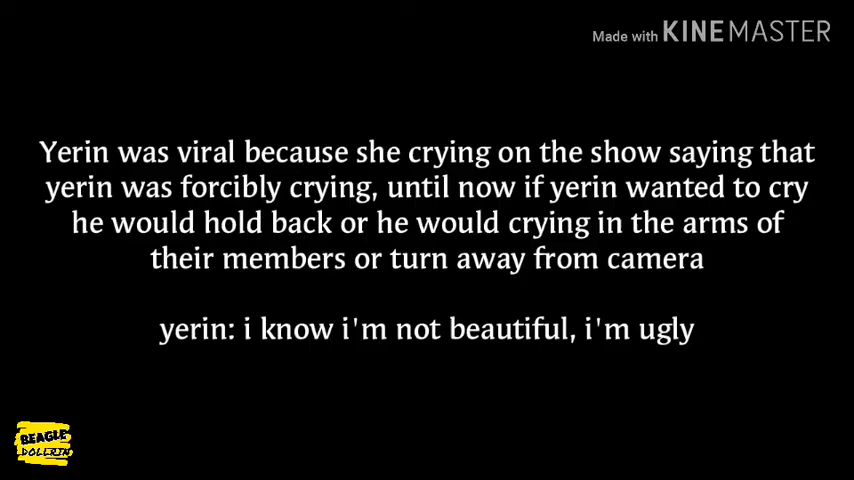 Made with KINEMASTER
Yerin was viral because she crying on the show saying that
yerin was forcibly crying, until now if yerin wanted to cry
he would hold back or he would crying in the arms of
their members or turn away from camera
yerin: i know i'm not beautiful, i'm ugly
BEAGLE
DOLLRIN